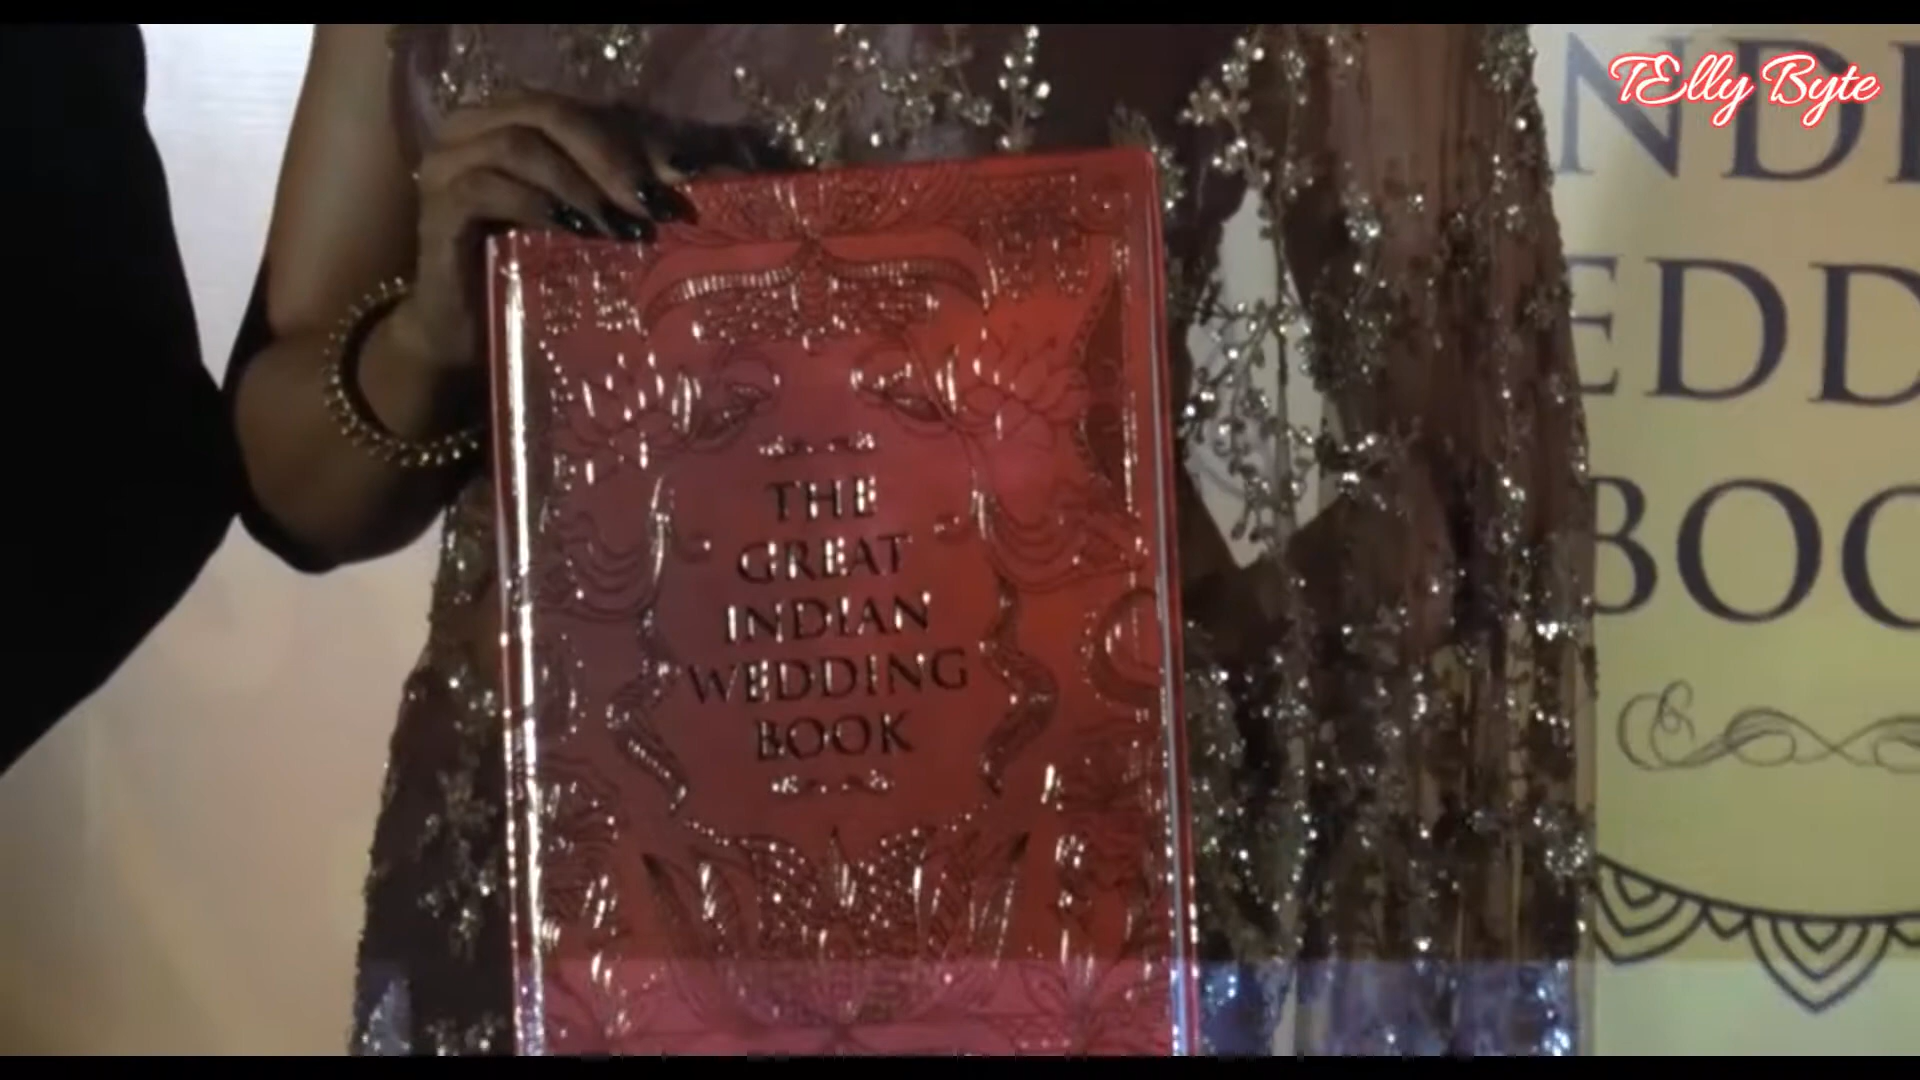 TElly Byte
NDI
EDD
BOO
THE
GREAT
INDIAN
WEDDING
BOOK